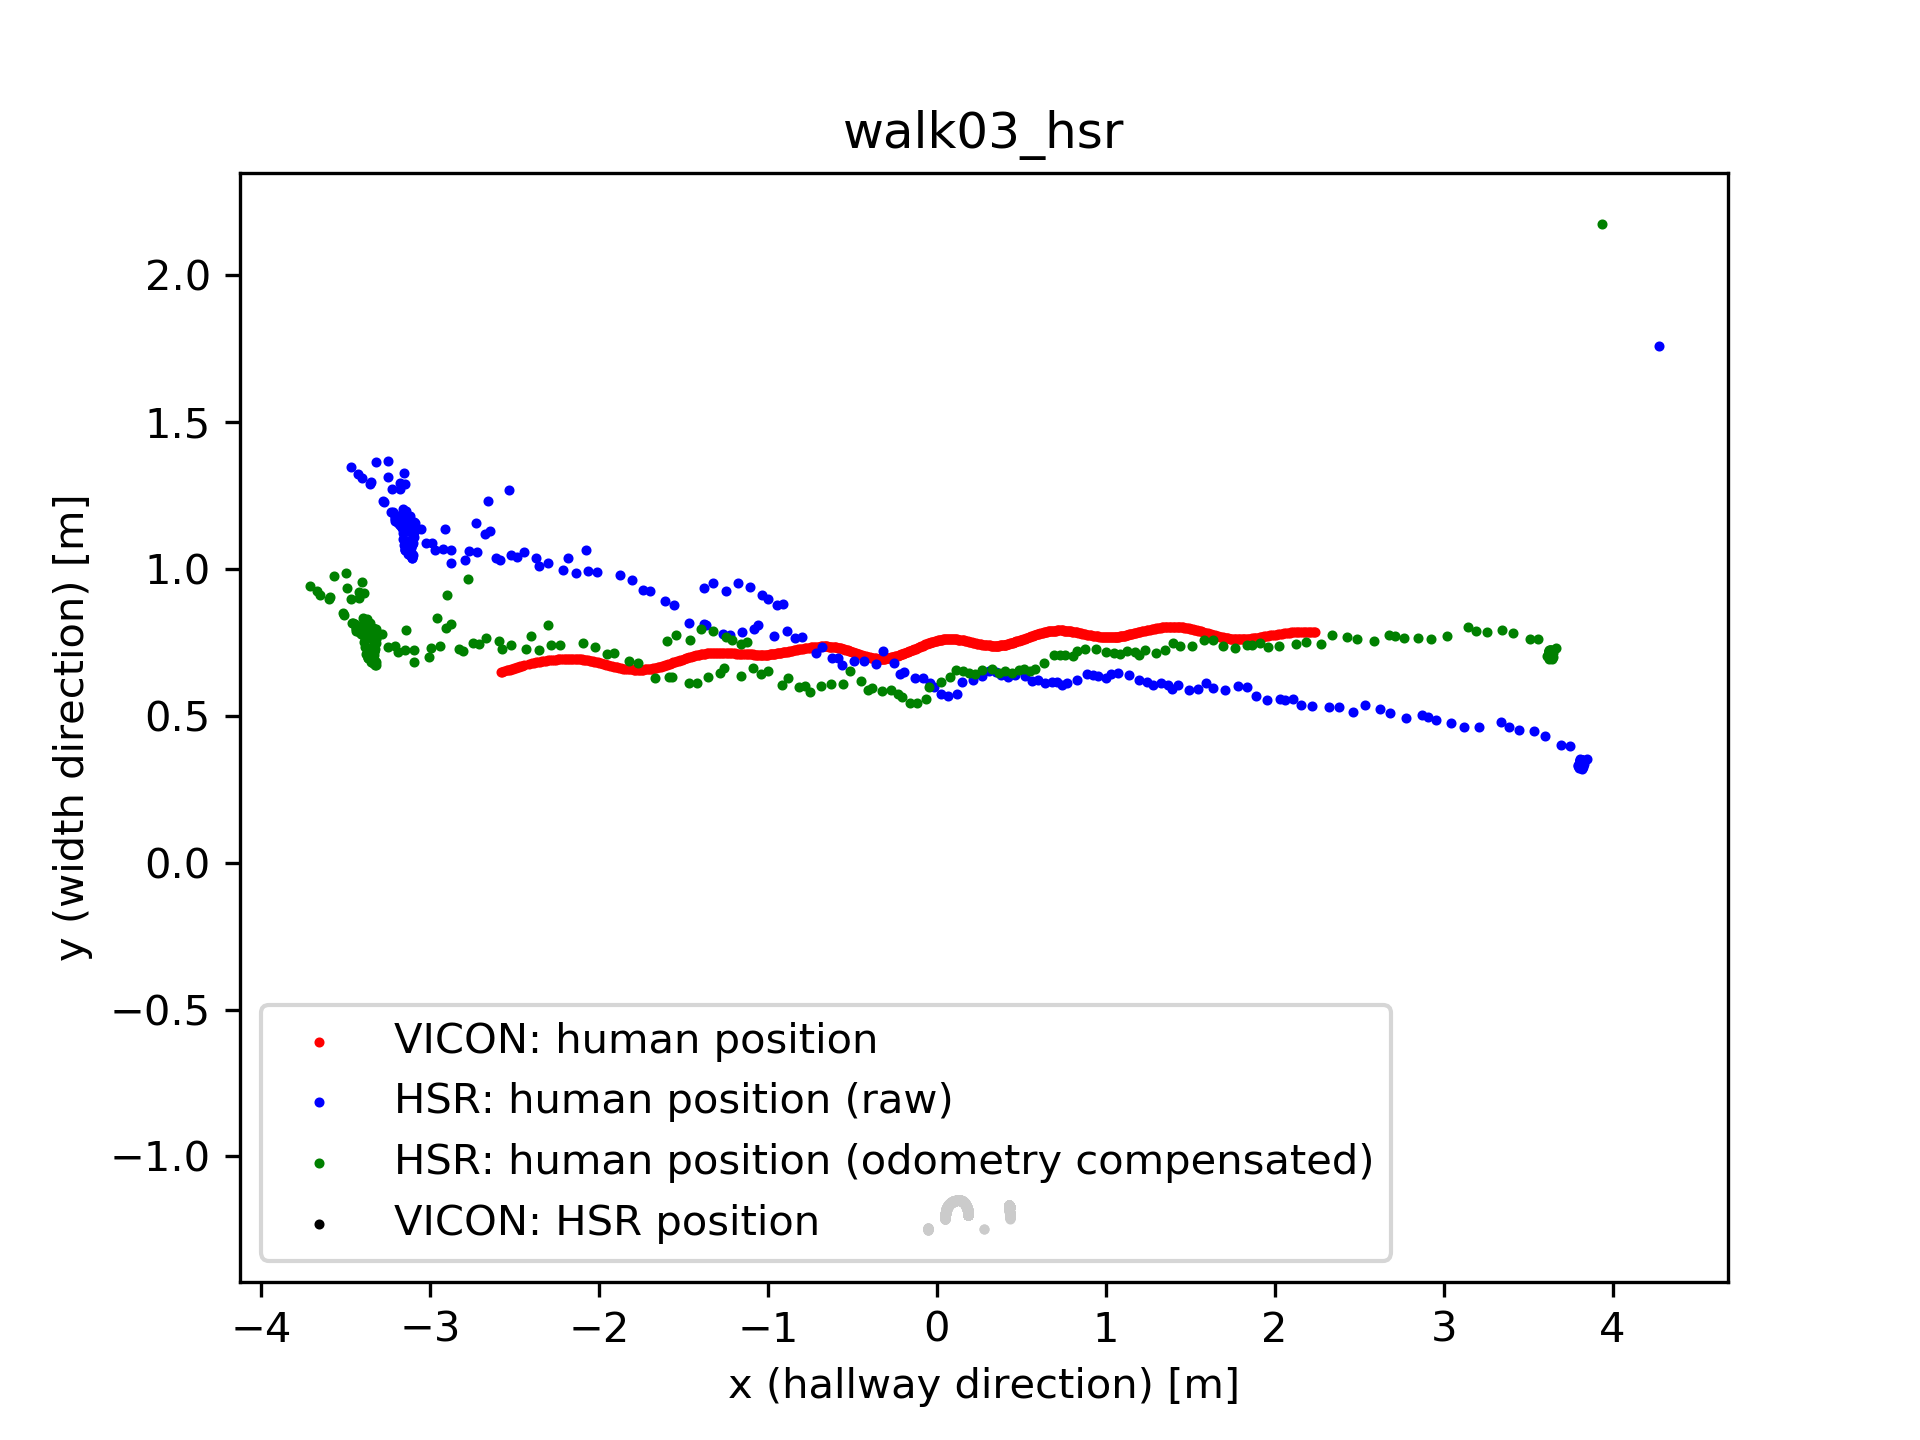 walk03_hsr
2.0
1.5
1.0
0.5
0.0
−0.5
−1.0
y (width direction) [m]
VICON: human position
HSR: human position (raw)
HSR: human position (odometry compensated)
VICON: HSR position
−4 −3 −2 −1 0 1 2 3 4
x (hallway direction) [m]